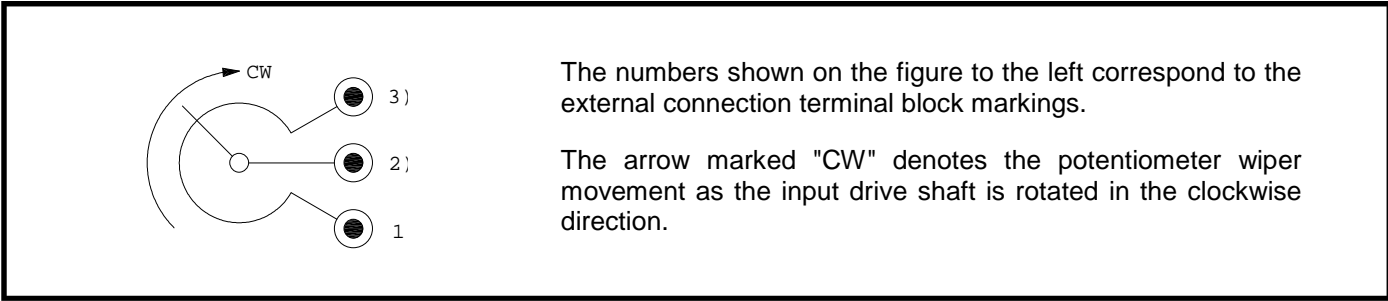 CW
3)
2)
1
The numbers shown on the figure to the left correspond to the
external connection terminal block markings.
The arrow marked "CW" denotes the potentiometer wiper
movement as the input drive shaft is rotated in the clockwise
direction.